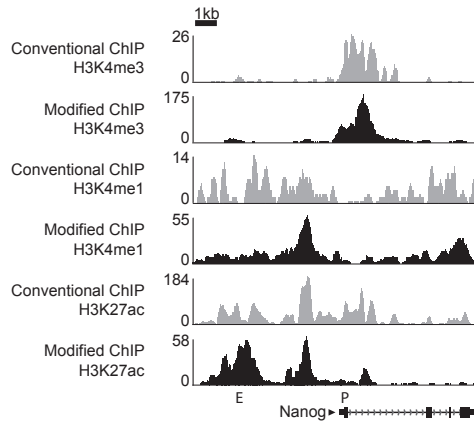 1kb
Conventional ChIP
H3K4me3
26
0
Modified ChIP
H3K4me3
175
0
Conventional ChIP
H3K4me1
14
0
Modified ChIP
H3K4me1
55
0
Conventional ChIP
H3K27ac
184
0
Modified ChIP
H3K27ac
58
0
E P
Nanog